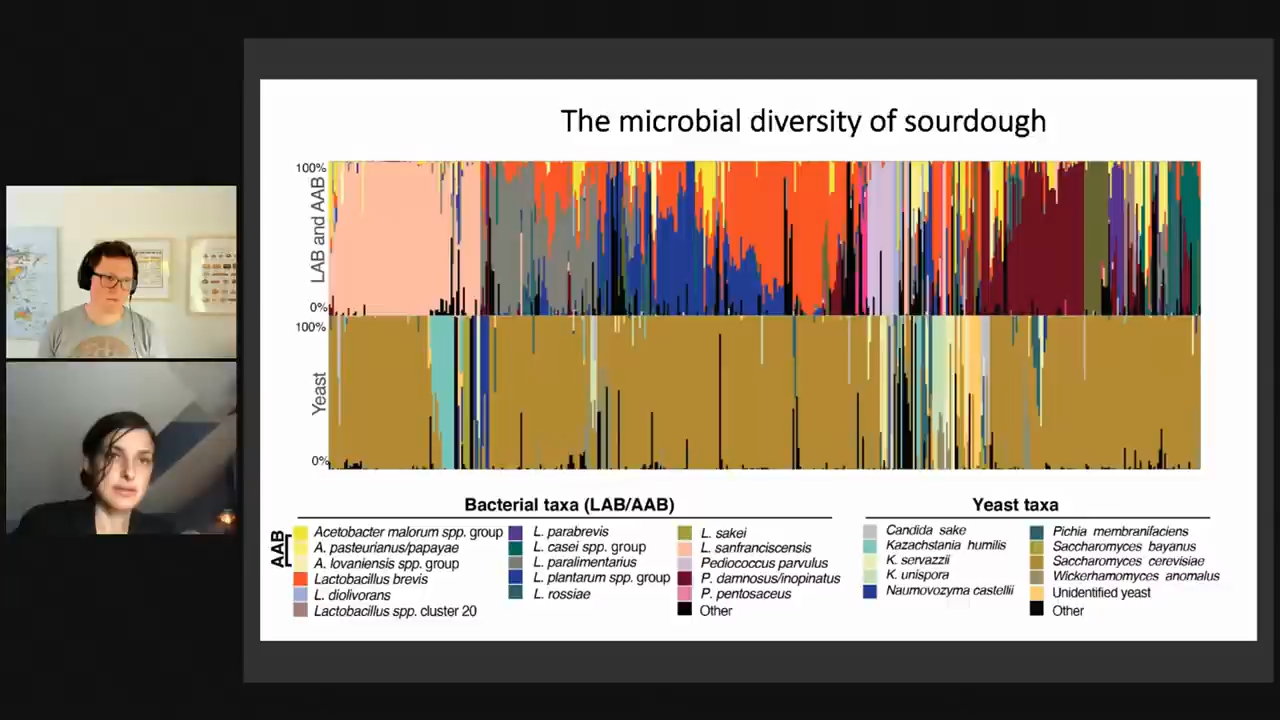 The microbial diversity of sourdough
100%
LAB and AAB
0%
100%
Yeast
0%
Bacterial taxa (LAB/AAB)
AAB
Acetobacter malorum spp. group
A. pasteurianus/papayae
A. lovaniensis spp. group
Lactobacillus brevis
L. diolivorans
Lactobacillus spp. cluster 20
L. parabrevis
L. casei spp. group
L. paralimentarius
L. plantarum spp. group
L. rossiae
L. sakei
L. sanfranciscensis
Pediococcus parvulus
P. damnosus/inopinatus
P. pentosaceus
Other
Yeast taxa
Candida sake
Kazachstania humilis
K. servazzii
K. unispora
Naumovozyma castellii
Pichia membranifaciens
Saccharomyces bayanus
Saccharomyces cerevisiae
Wickerhamomyces anomalus
Unidentified yeast
Other